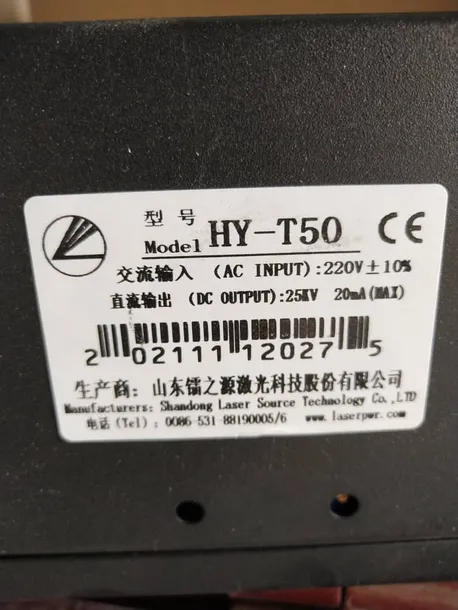 型号
Model HY-T50 CE
交流输入 (AC INPUT):220V±10%
直流输出 (DC OUTPUT):25KV 20mA(MAX)
2 02111 12027 5
生产商: 山东镭之源激光科技股份有限公司
Manufacturers: Shandong Laser Source Technology Co.,LTD
电话 (Tel): 0086-531-88190005/6 www.laserpwr.com